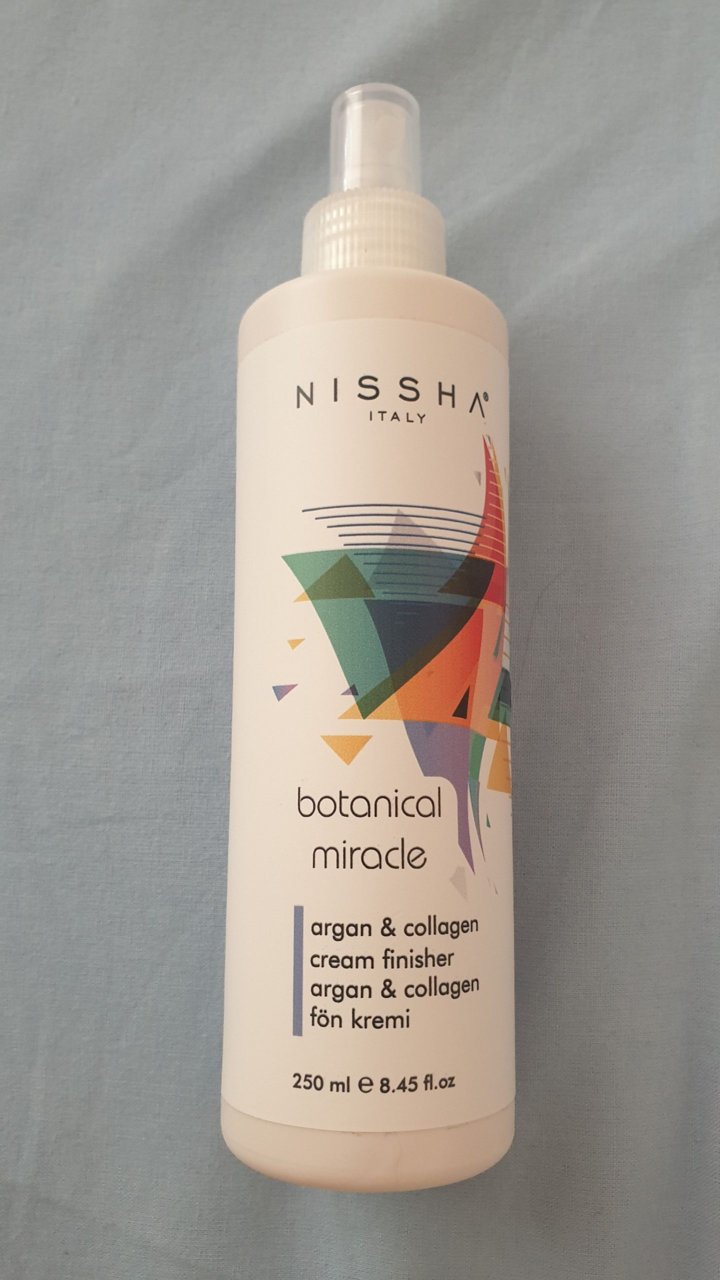 NISSHA®
ITALY
botanical
miracle
argan & collagen
cream finisher
argan & collagen
fön kremi
250 ml ℮ 8.45 fl.oz